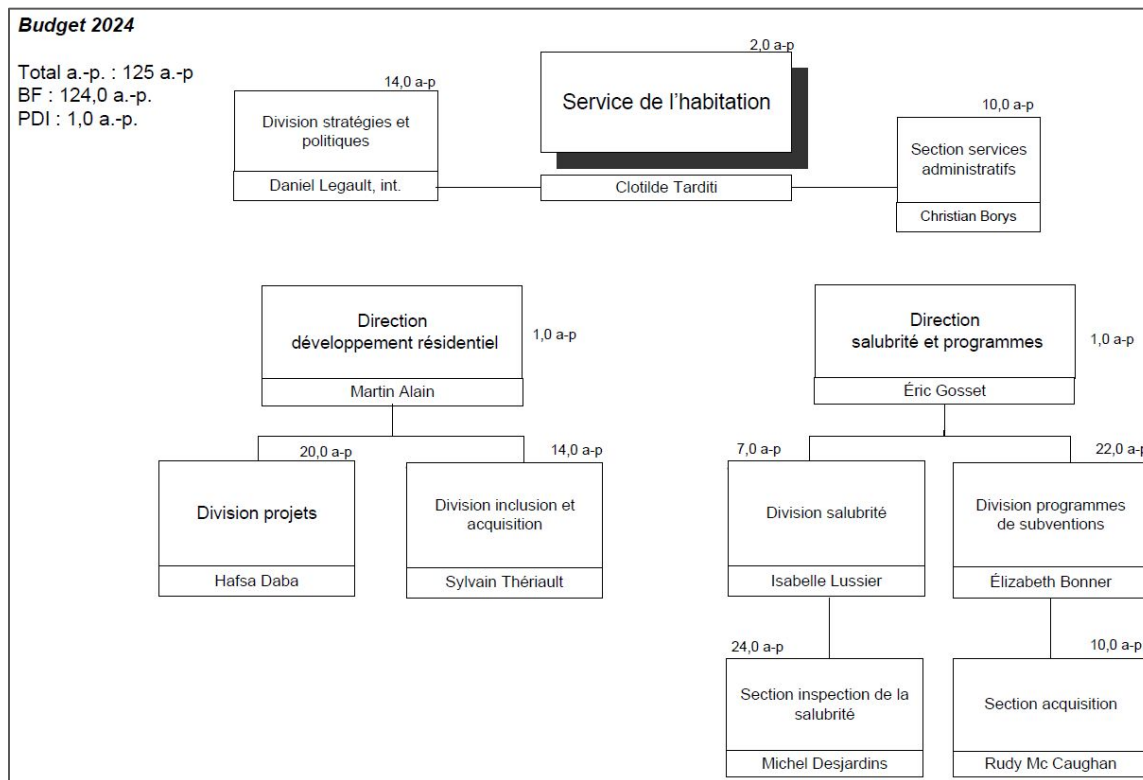 Budget 2024
Total a.-p. : 125 a.-p
BF : 124,0 a.-p.
PDI : 1,0 a.-p.
2,0 a-p
Service de l'habitation
Clotilde Tarditi
14,0 a-p
Division stratégies et
politiques
Daniel Legault, int.
10,0 a-p
Section services
administratifs
Christian Borys
Direction
développement résidentiel
1,0 a-p
Martin Alain
Direction
salubrité et programmes
1,0 a-p
Éric Gosset
20,0 a-p
Division projets
Hafsa Daba
14,0 a-p
Division inclusion et
acquisition
Sylvain Thériault
7,0 a-p
Division salubrité
Isabelle Lussier
22,0 a-p
Division programmes
de subventions
Élizabeth Bonner
24,0 a-p
Section inspection de la
salubrité
Michel Desjardins
10,0 a-p
Section acquisition
Rudy Mc Caughan